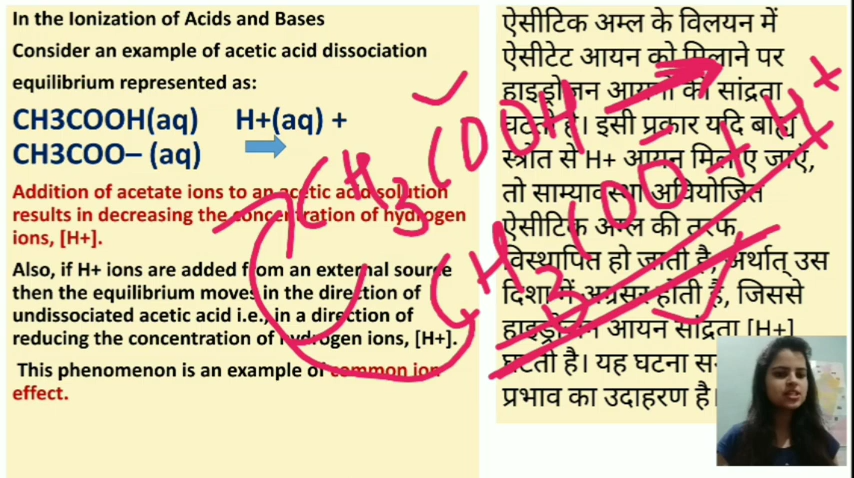 In the Ionization of Acids and Bases
Consider an example of acetic acid dissociation
equilibrium represented as:
CH3COOH(aq) H+(aq) +
CH3COO– (aq)
Addition of acetate ions to an acetic acid solution
results in decreasing the concentration of hydrogen
ions, [H+].
Also, if H+ ions are added from an external source
then the equilibrium moves in the direction of
undissociated acetic acid i.e., in a direction of
reducing the concentration of hydrogen ions, [H+].
This phenomenon is an example of common ion
effect.
ऐसीटिक अम्ल के विलयन में
ऐसीटेट आयन को मिलाने पर
हाइड्रोजन आयनों की सांद्रता
घटती है। इसी प्रकार यदि बाह्य
स्त्रोत से H+ आयन मिलाए जाएं,
तो साम्यावस्था अवियोजित
ऐसीटिक अम्ल की तरफ
विस्थापित हो जाती है, अर्थात् उस
दिशा में अग्रसर होती है, जिससे
हाइड्रोजन आयन सांद्रता [H+]
घटती है। यह घटना
प्रभाव का उदाहरण है।
CH3COOH
CH3COO- + H+